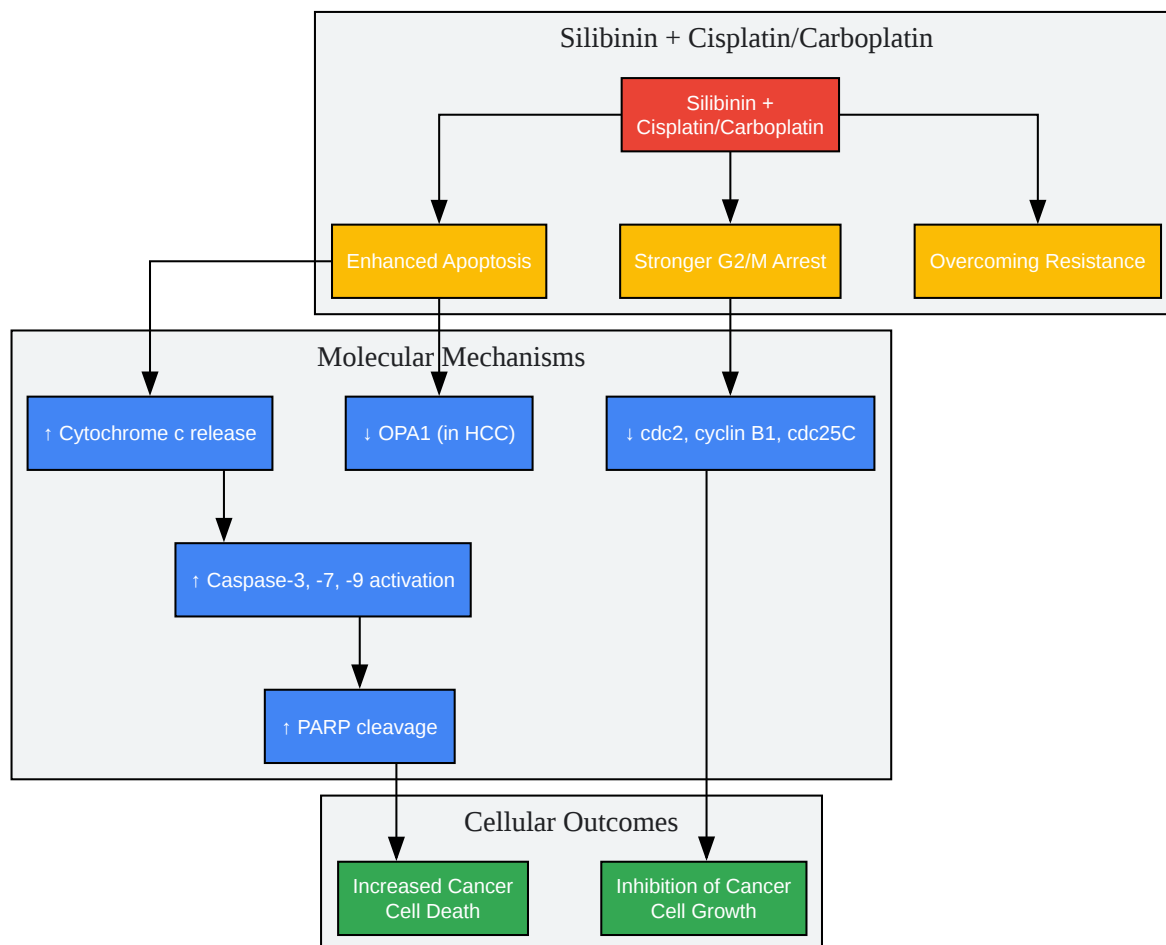 Silibinin + Cisplatin/Carboplatin
Silibinin +
Cisplatin/Carboplatin
Enhanced Apoptosis
Stronger G2/M Arrest
Overcoming Resistance
Molecular Mechanisms
↑ Cytochrome c release
↓ OPA1 (in HCC)
↓ cdc2, cyclin B1, cdc25C
↑ Caspase-3, -7, -9 activation
↑ PARP cleavage
Cellular Outcomes
Increased Cancer
Cell Death
Inhibition of Cancer
Cell Growth